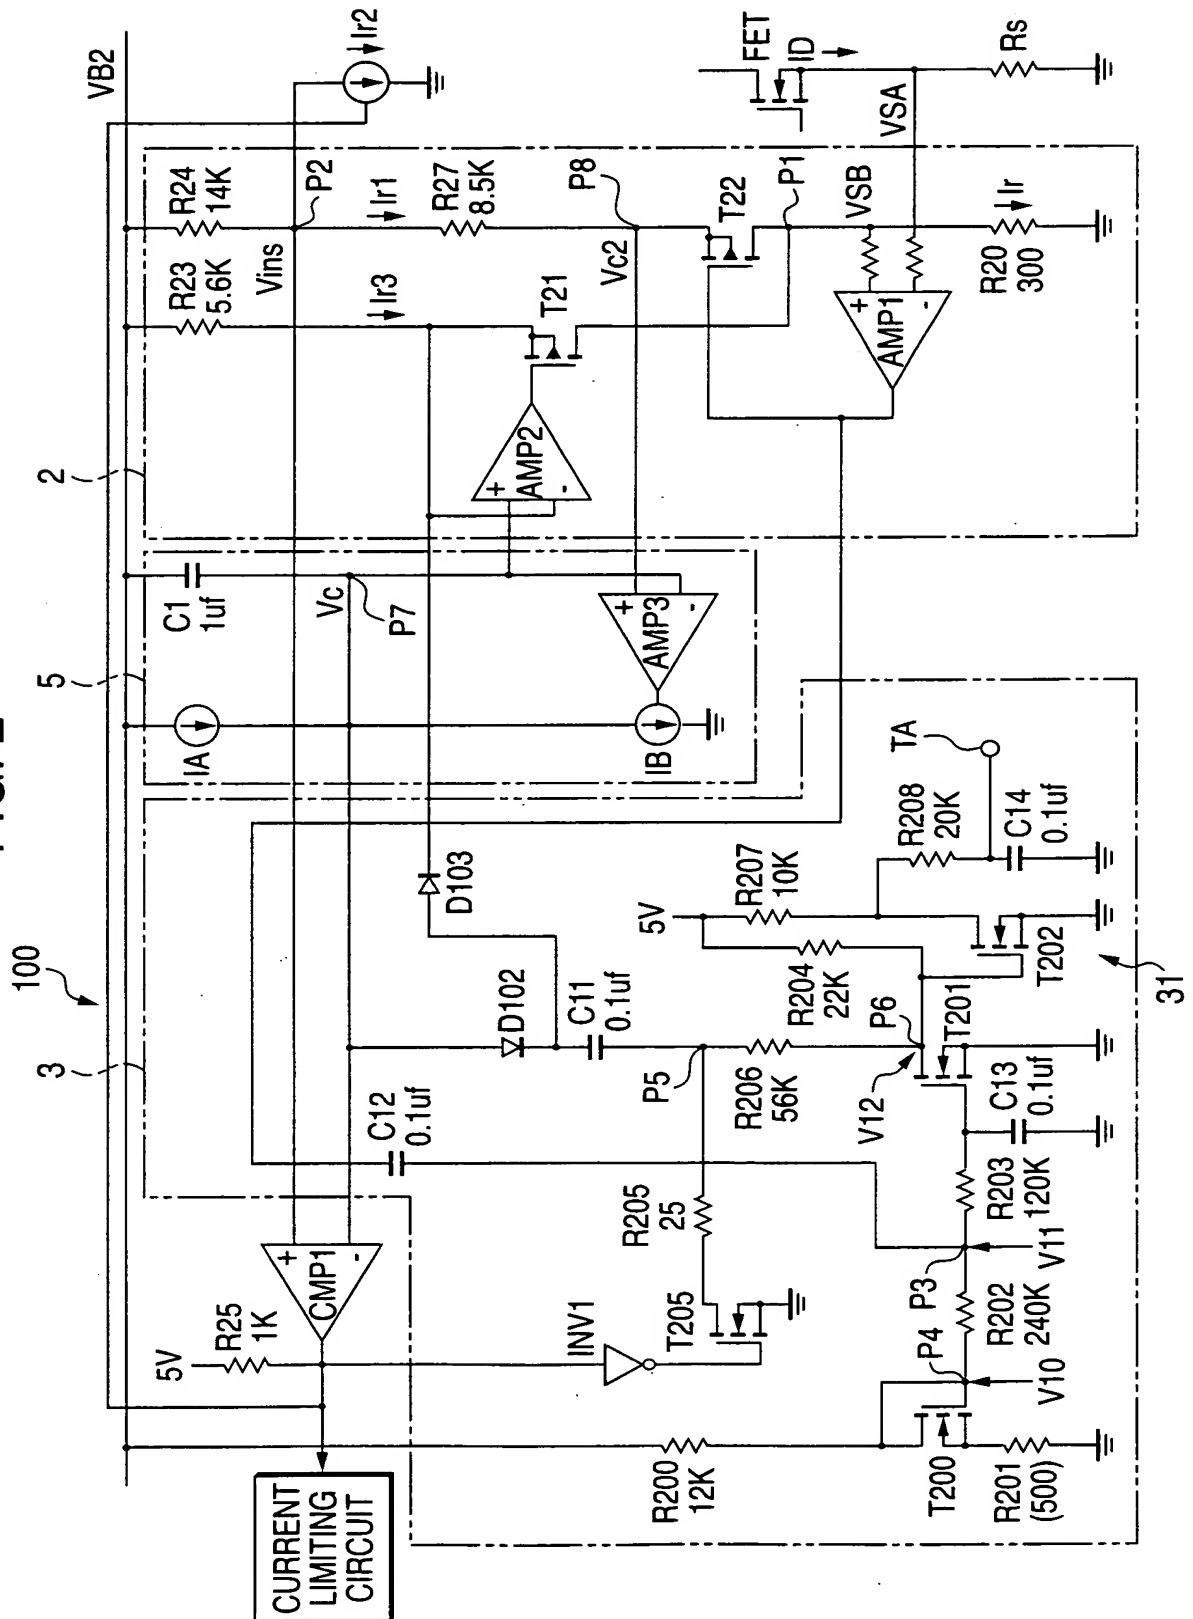 100
3
5
2
VB2
CURRENT
LIMITING
CIRCUIT
5V
R25
1K
CMP1
+
-
IA
C1
1uf
Vc
P7
R23
5.6K
R24
14K
Vins
P2
Ir2
Ir3
Ir1
R27
8.5K
AMP2
+
-
T21
P8
Vc2
AMP3
+
-
IB
T22
P1
FET
ID
VSA
VSB
AMP1
+
-
R20
300
Ir
Rs
INV1
T205
R205
25
C12
0.1uf
D102
D103
C11
0.1uf
P5
R206
56K
5V
R204
22K
R207
10K
R208
20K
TA
C14
0.1uf
V12
P6
T201
T202
31
R200
12K
T200
P4
R201
(500)
V10
R202
240K
P3
V11
R203
120K
C13
0.1uf